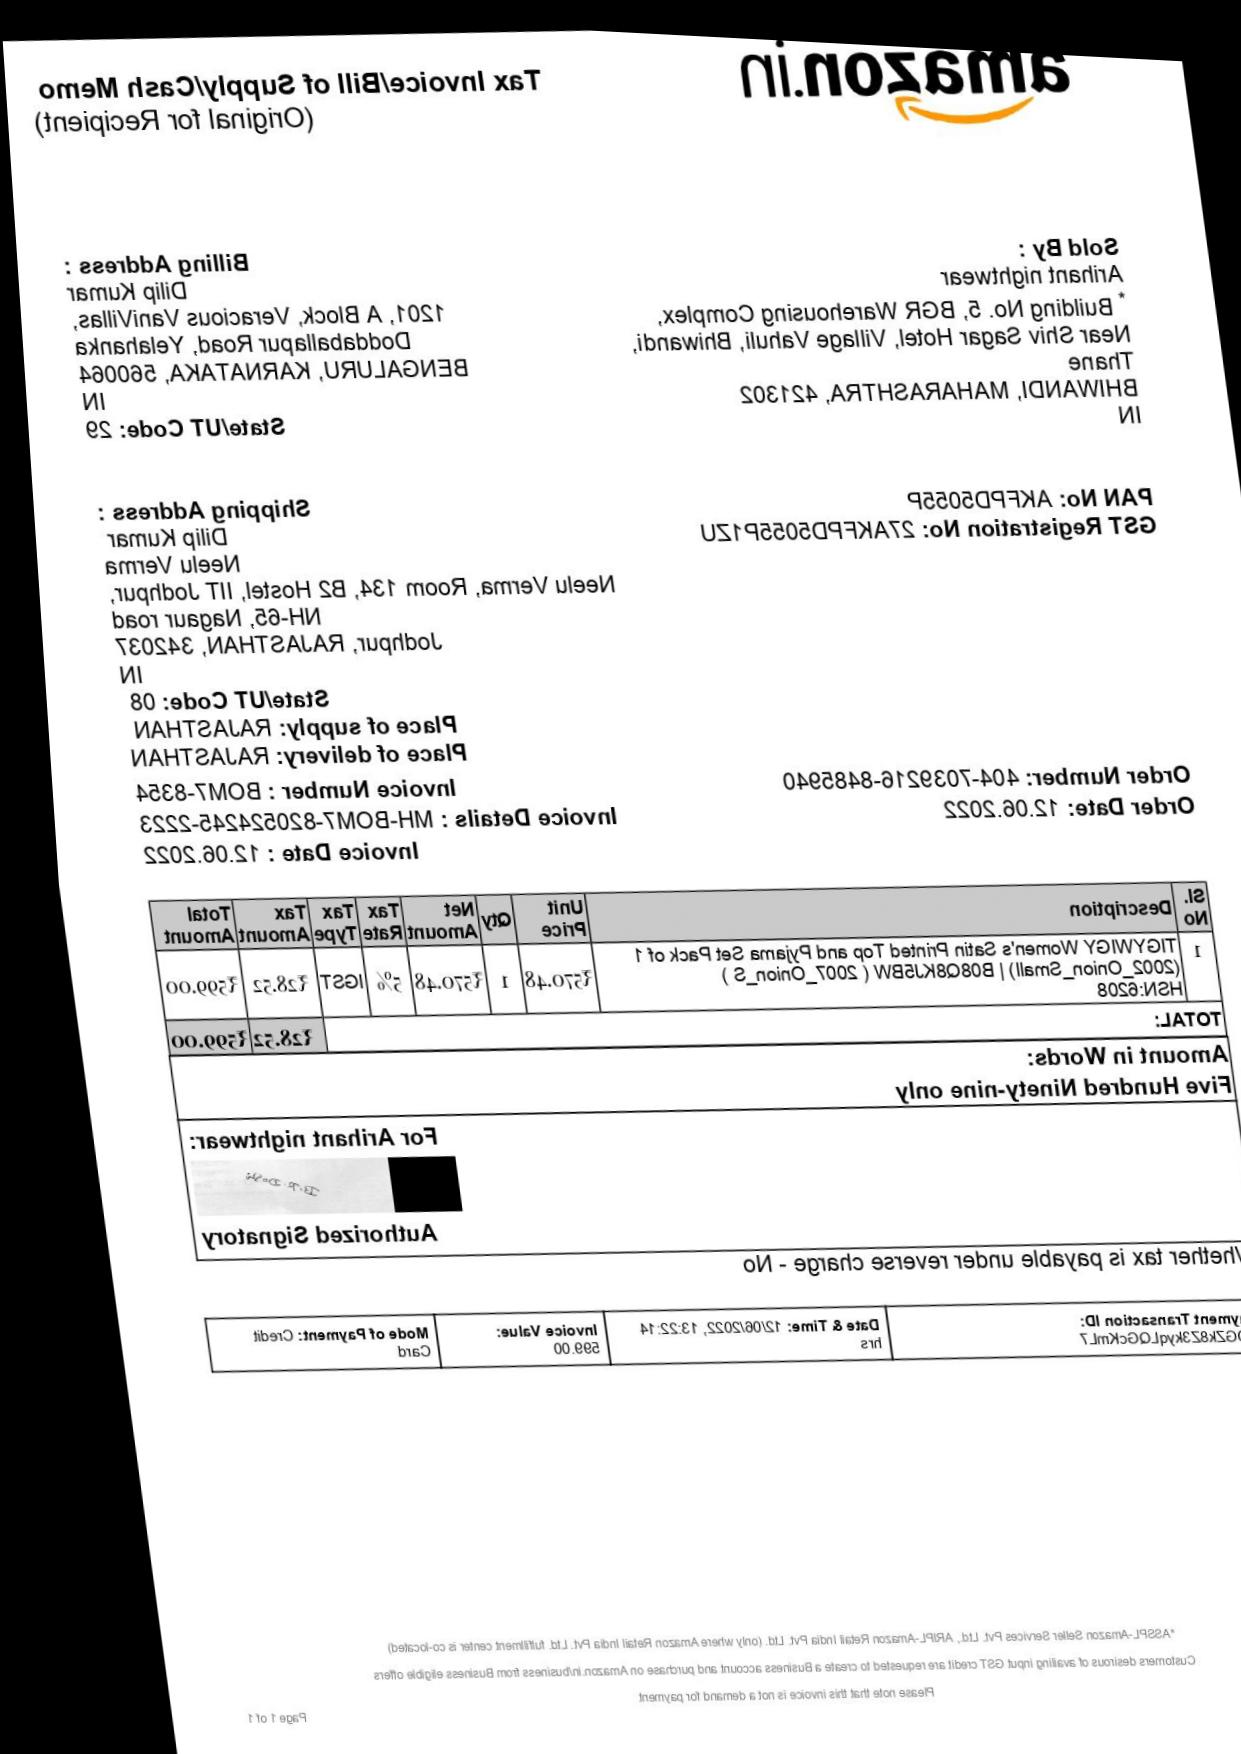 amazon.in
Tax Invoice/Bill of Supply/Cash Memo
(Original for Recipient)
Sold By :
Arihant nightwear
* Building No. 5, BGR Warehousing Complex,
Near Shiv Sagar Hotel, Village Vahuli, Bhiwandi,
Thane
BHIWANDI, MAHARASHTRA, 421302
IN
Billing Address :
Dilip Kumar
1201, A Block, Veracious VaniVillas,
Doddaballapur Road, Yelahanka
BENGALURU, KARNATAKA, 560064
IN
State/UT Code: 29
PAN No: AKFPD5055P
GST Registration No: 27AKFPD5055P1ZU
Shipping Address :
Dilip Kumar
Neelu Verma
Neelu Verma, Room 134, B2 Hostel, IIT Jodhpur,
NH-65, Nagaur road
Jodhpur, RAJASTHAN, 342037
IN
State/UT Code: 08
Place of supply: RAJASTHAN
Place of delivery: RAJASTHAN
Order Number: 404-7039216-8485940
Order Date: 12.06.2022
Invoice Number : BOM7-8354
Invoice Details : MH-BOM7-820524245-2223
Invoice Date : 12.06.2022
Sl. No Description Unit Price Qty Net Amount Tax Rate Tax Type Tax Amount Total Amount
1 TIGYWIGY Women's Satin Printed Top and Pyjama Set Pack of 1 ₹570.48 1 ₹570.48 5% IGST ₹28.52 ₹599.00
(2002_Onion_Small) | B08Q8KJ5BW ( 2007_Onion_S )
HSN:6208
TOTAL: ₹28.52 ₹599.00
Amount in Words:
Five Hundred Ninety-nine only
For Arihant nightwear:
Authorized Signatory
tax is payable under reverse charge - No
Transaction ID:
Date & Time: 12/06/2022, 13:22:14
hrs
Invoice Value:
599.00
Mode of Payment: Credit
Card
*ASSPL-Amazon Seller Services Pvt. Ltd., ARIPL-Amazon Retail India Pvt. Ltd. (only where Amazon Retail India Pvt. Ltd. fulfillment center is co-located)
Customers desirous of availing input GST credit are requested to create a Business account and purchase on Amazon.in/business from Business eligible offers
Please note that this invoice is not a demand for payment
Page 1 of 1